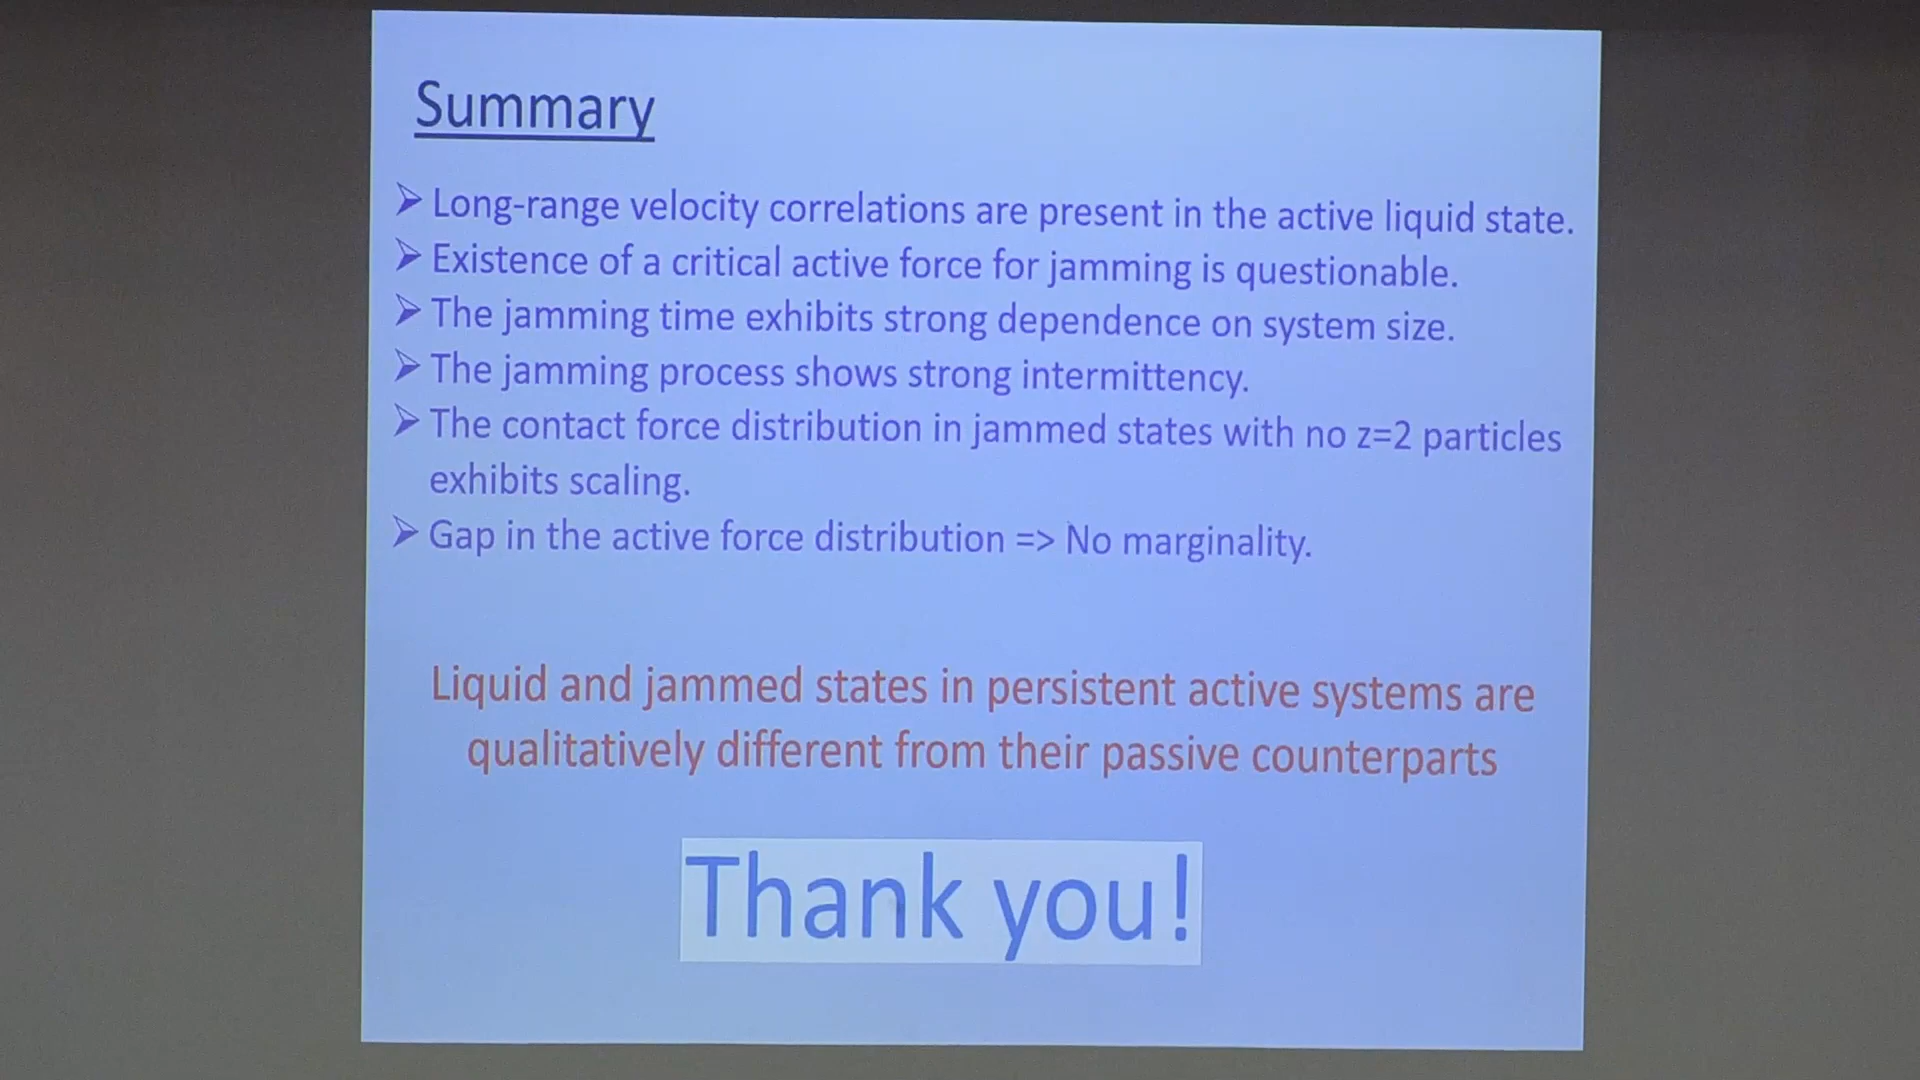 Summary
➢ Long-range velocity correlations are present in the active liquid state.
➢ Existence of a critical active force for jamming is questionable.
➢ The jamming time exhibits strong dependence on system size.
➢ The jamming process shows strong intermittency.
➢ The contact force distribution in jammed states with no z=2 particles
exhibits scaling.
➢ Gap in the active force distribution => No marginality.
Liquid and jammed states in persistent active systems are
qualitatively different from their passive counterparts
Thank you!